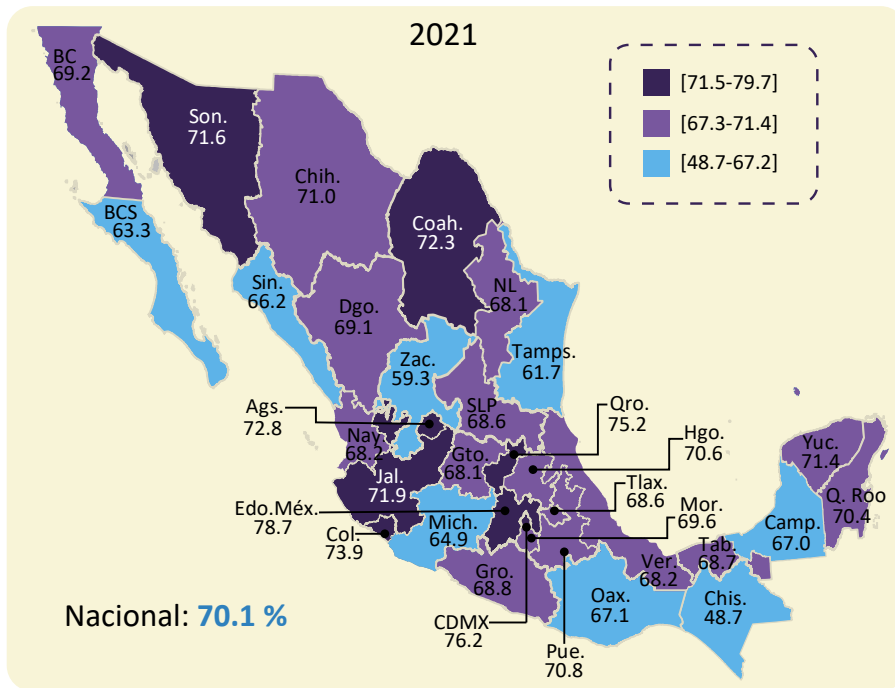 2021
[71.5-79.7]
[67.3-71.4]
[48.7-67.2]
BC
69.2
Son.
71.6
Chih.
71.0
BCS
63.3
Coah.
72.3
Sin.
66.2
NL
68.1
Dgo.
69.1
Tamps.
61.7
Zac.
59.3
Ags.
72.8
SLP
68.6
Qro.
75.2
Nay
68.2
Gto.
68.1
Hgo.
70.6
Yuc.
71.4
Jal.
71.9
Tlax.
68.6
Q. Roo
70.4
Edo.Méx.
78.7
Mor.
69.6
Camp.
67.0
Col.
73.9
Mich.
64.9
Ver.
68.2
Tab.
68.7
Gro.
68.8
Oax.
67.1
Chis.
48.7
Nacional: 70.1 %
CDMX
76.2
Pue.
70.8